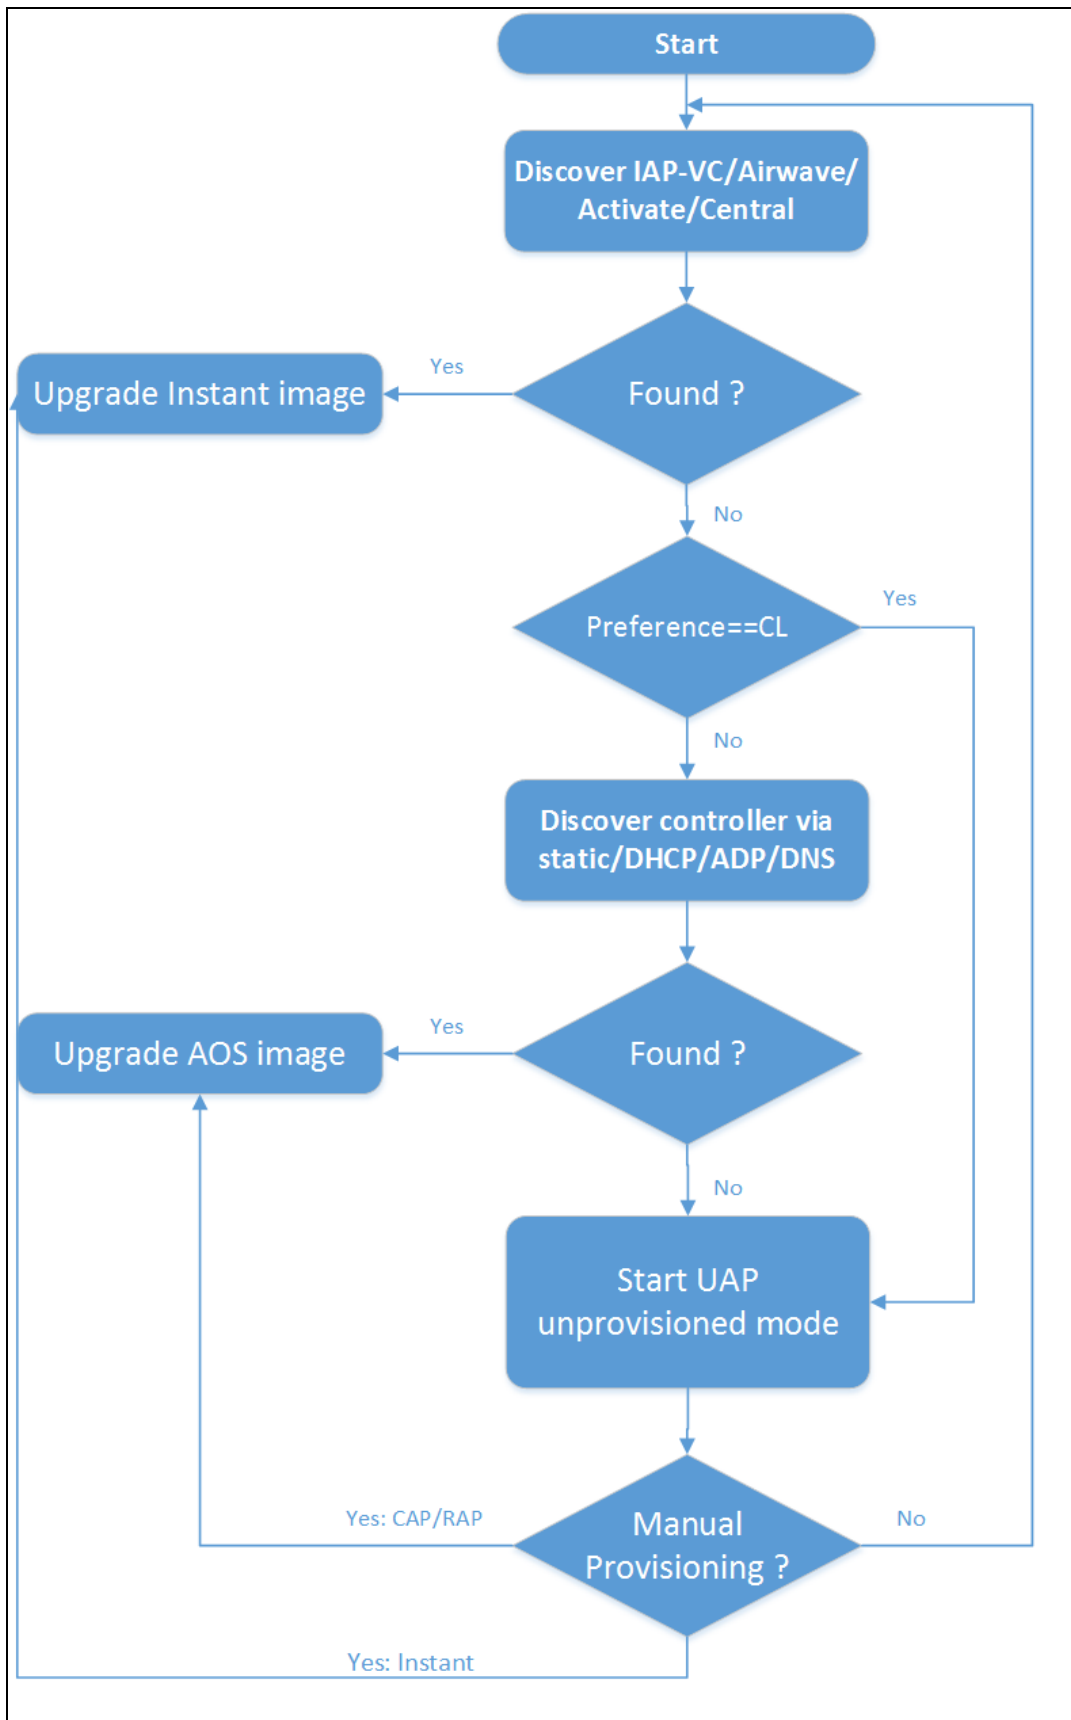 Start
Discover IAP-VC/Airwave/
Activate/Central
Yes
Upgrade Instant image
Found ?
No
Yes
Preference==CL
No
Discover controller via
static/DHCP/ADP/DNS
Yes
Upgrade AOS image
Found ?
No
Start UAP
unprovisioned mode
Yes: CAP/RAP
Manual
Provisioning ?
No
Yes: Instant